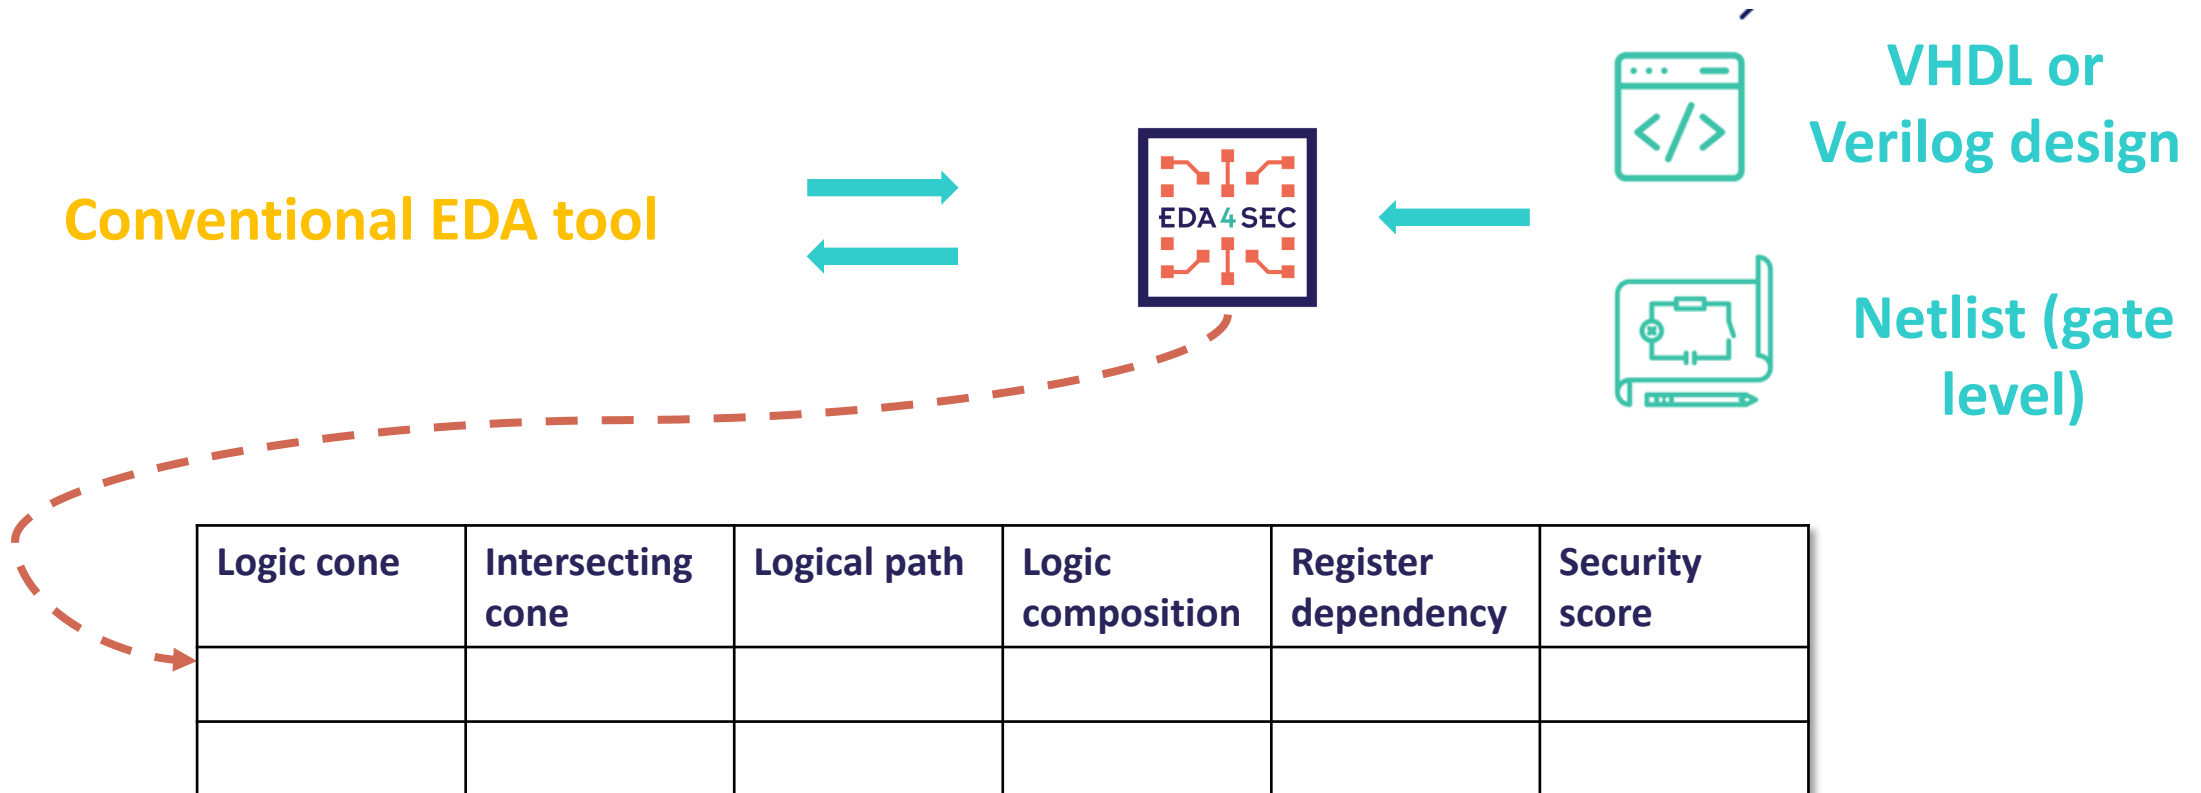 VHDL or
Verilog design
Conventional EDA tool
EDA4SEC
Netlist (gate
level)
Logic cone
Intersecting
cone
Logical path
Logic
composition
Register
dependency
Security
score